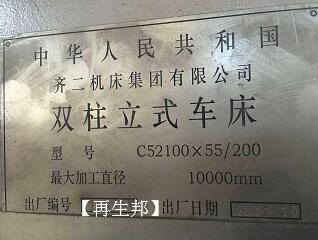 中华人民共和国
齐二机床集团有限公司
双柱立式车床
型号 C52100×55/200
最大加工直径 10000mm
出厂编号【再生邦】出厂日期